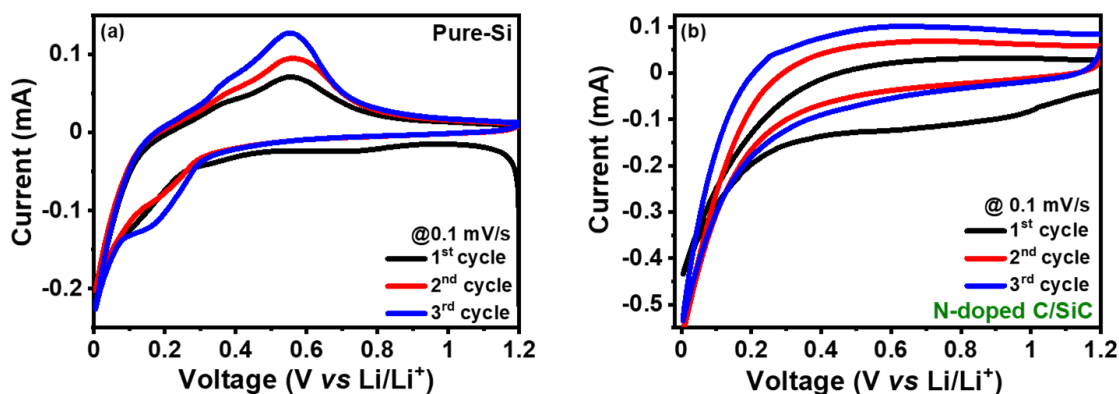 (a)
Pure-Si
Current (mA)
0.1
0
-0.1
-0.2
@0.1 mV/s
1st cycle
2nd cycle
3rd cycle
0 0.2 0.4 0.6 0.8 1 1.2
Voltage (V vs Li/Li+)
(b)
Current (mA)
0.1
0
-0.1
-0.2
-0.3
-0.4
-0.5
@ 0.1 mV/s
1st cycle
2nd cycle
3rd cycle
N-doped C/SiC
0 0.2 0.4 0.6 0.8 1 1.2
Voltage (V vs Li/Li+)